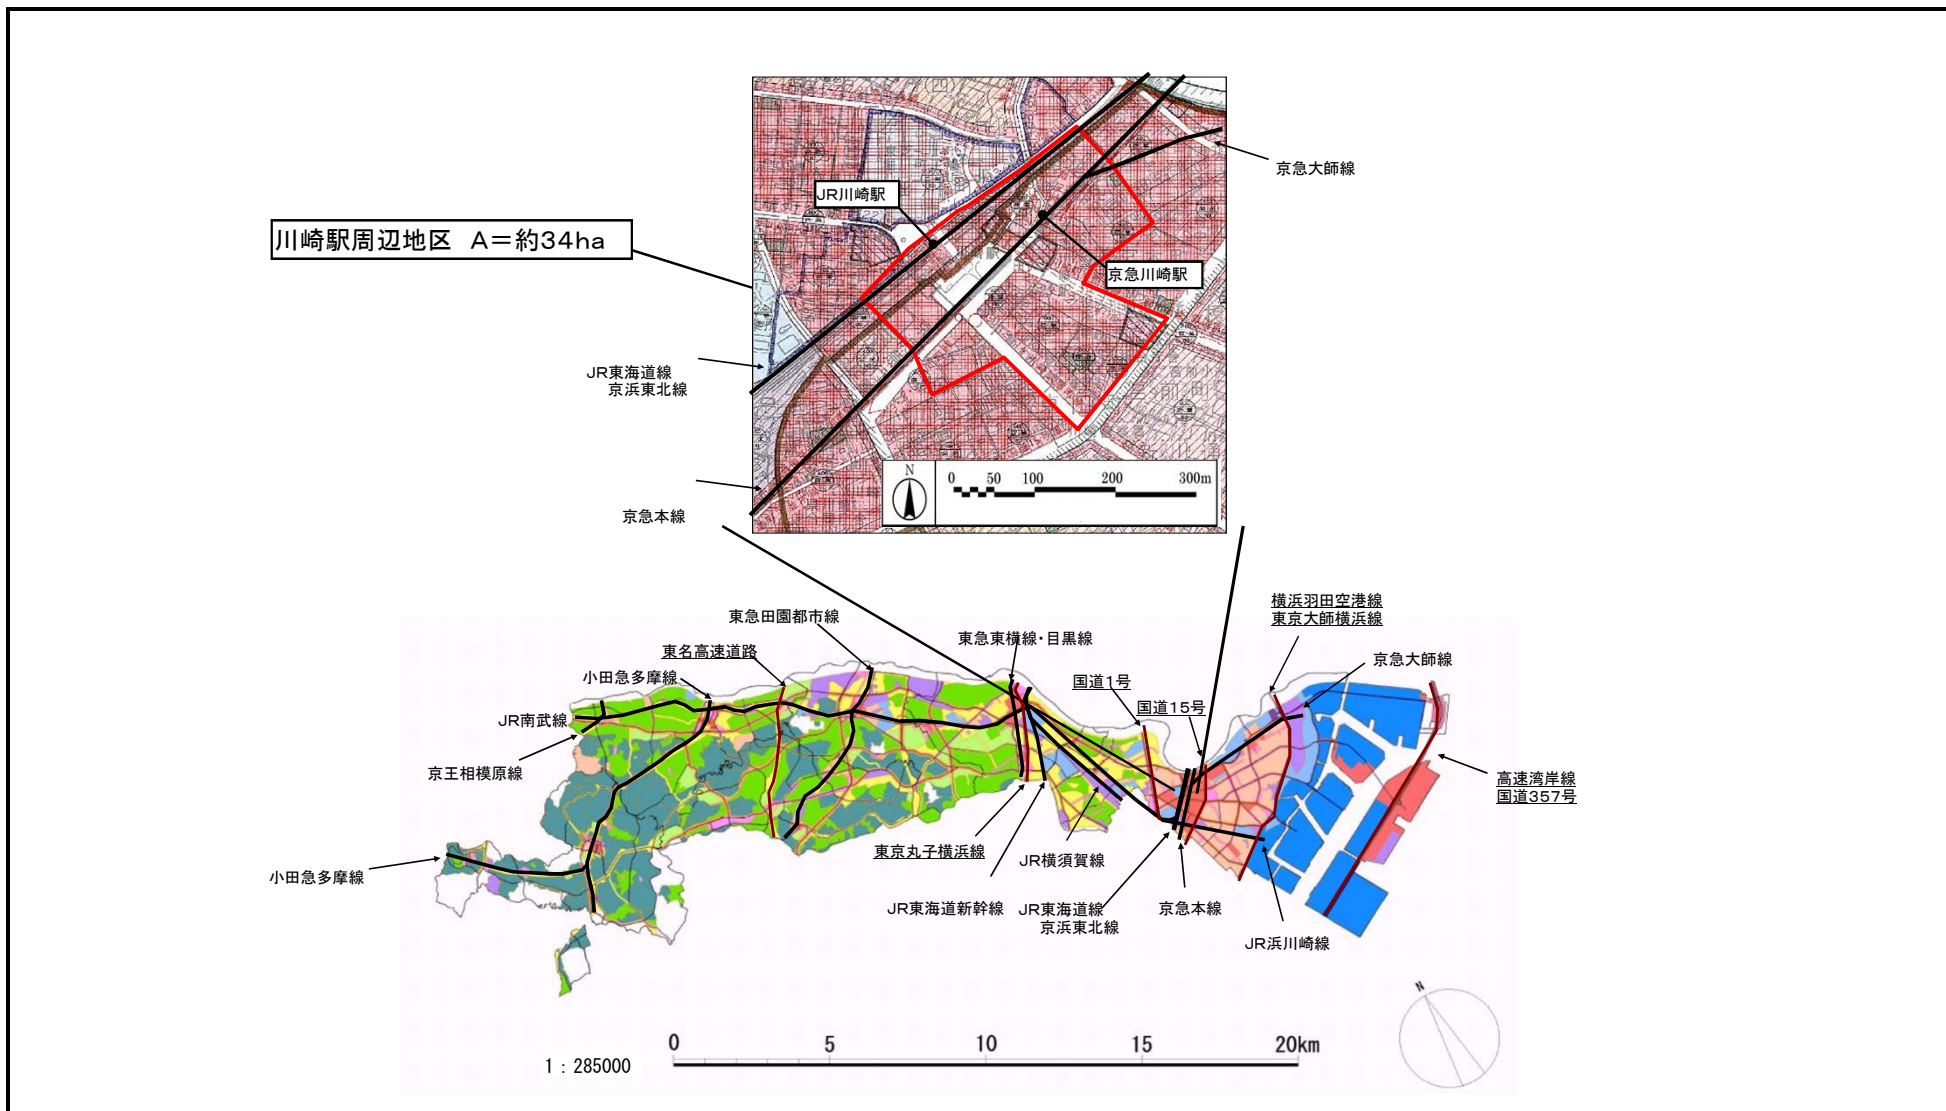 京急大師線
JR川崎駅
川崎駅周辺地区 A=約34ha
京急川崎駅
JR東海道線
京浜東北線
N
0 50 100 200 300m
京急本線
横浜羽田空港線
東京大師横浜線
東急田園都市線
東急東横線・目黒線
東名高速道路
京急大師線
小田急多摩線
国道1号
国道15号
JR南武線
京王相模原線
高速湾岸線
国道357号
東京丸子横浜線
JR横須賀線
小田急多摩線
JR東海道新幹線
JR東海道線
京浜東北線
京急本線
JR浜川崎線
N
0 5 10 15 20km
1:285000